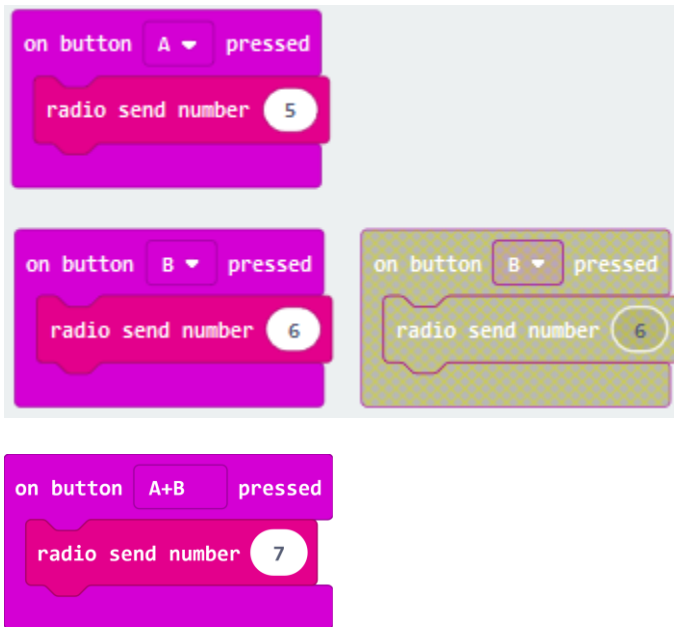 on button A pressed
radio send number 5
on button B pressed
radio send number 6
on button B pressed
radio send number 6
on button A+B pressed
radio send number 7